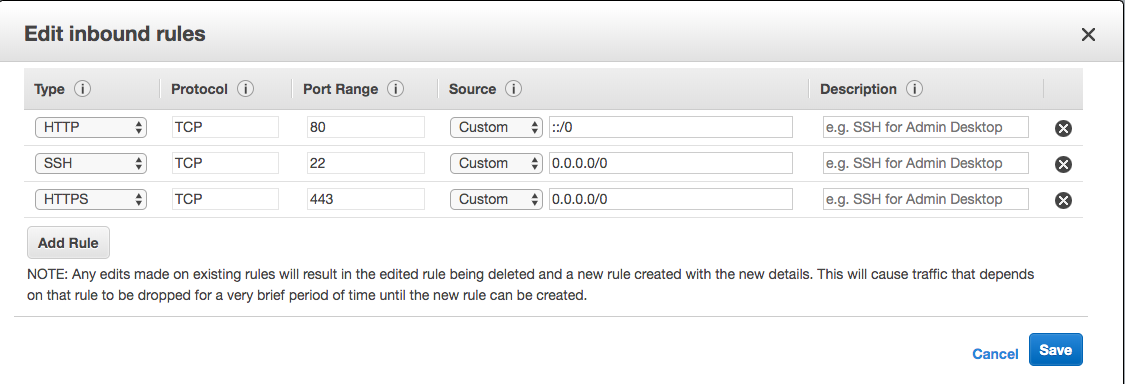 Edit inbound rules
Type Protocol Port Range Source Description
HTTP TCP 80 Custom ::/0 e.g. SSH for Admin Desktop
SSH TCP 22 Custom 0.0.0.0/0 e.g. SSH for Admin Desktop
HTTPS TCP 443 Custom 0.0.0.0/0 e.g. SSH for Admin Desktop
Add Rule
NOTE: Any edits made on existing rules will result in the edited rule being deleted and a new rule created with the new details. This will cause traffic that depends
on that rule to be dropped for a very brief period of time until the new rule can be created.
Cancel Save